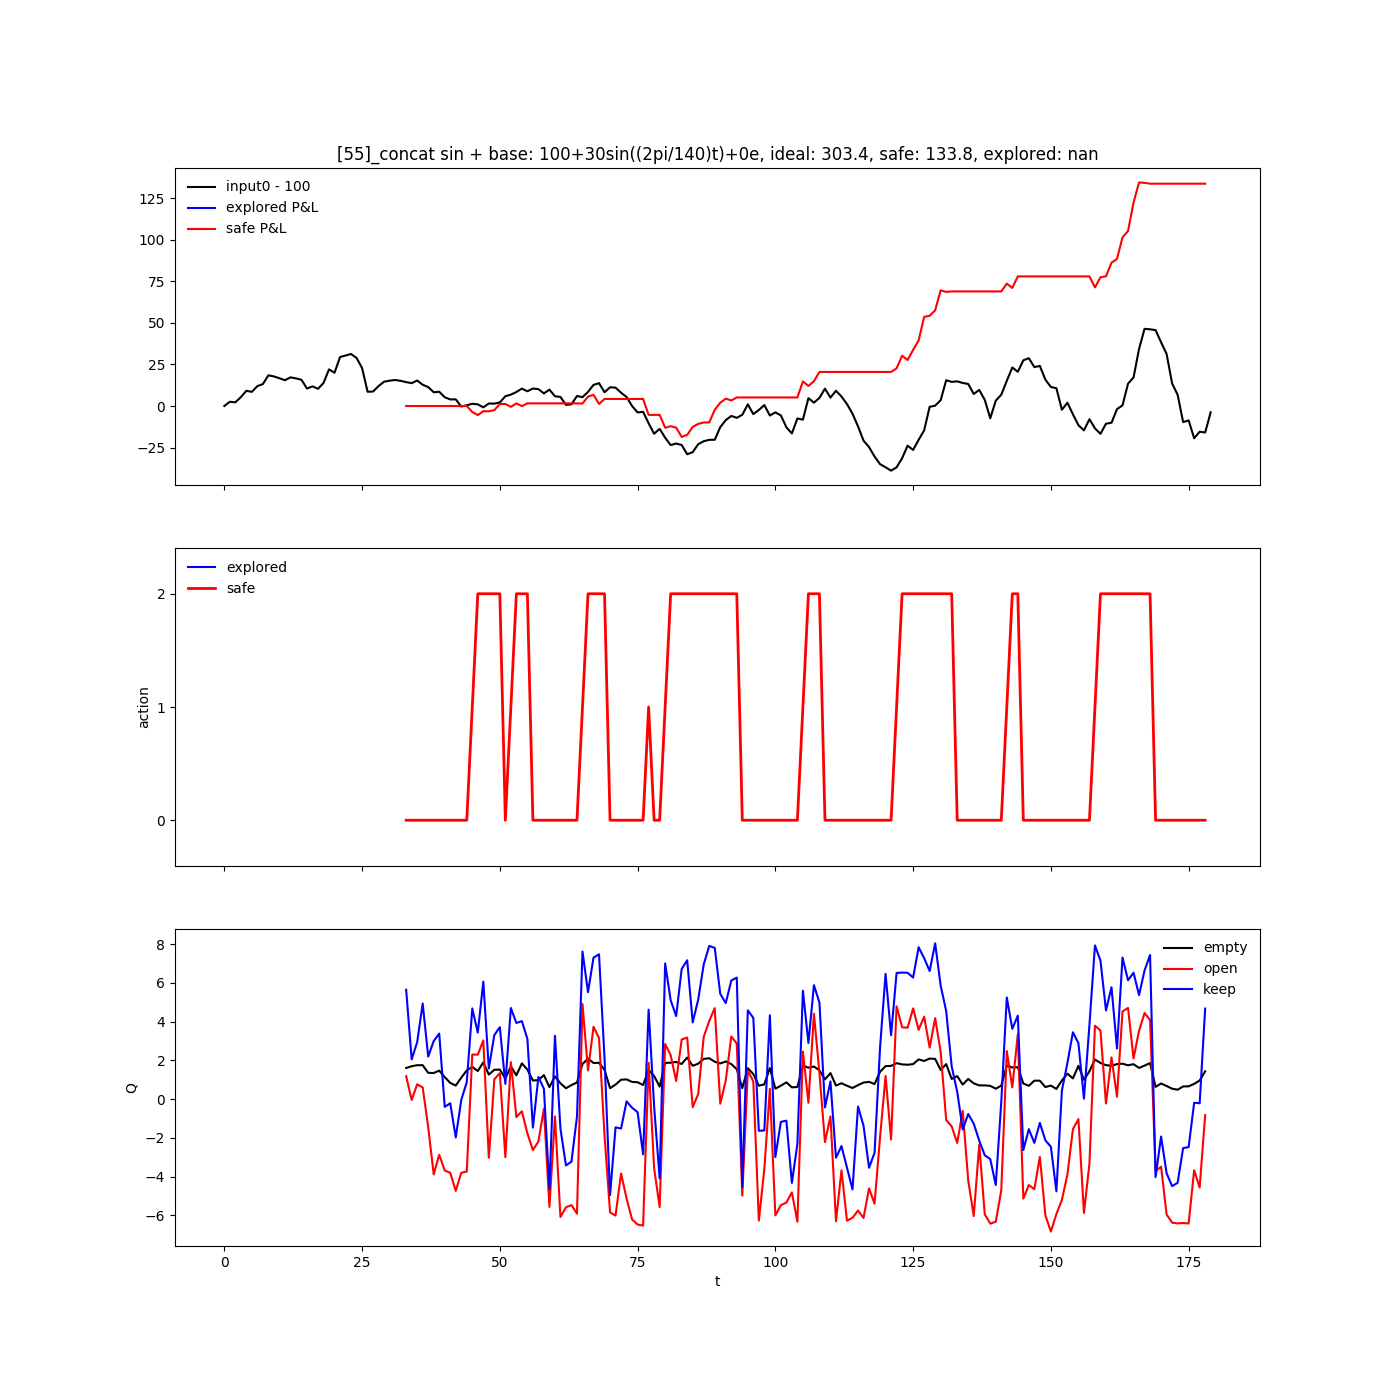 [55]_concat sin + base: 100+30sin((2pi/140)t)+0e, ideal: 303.4, safe: 133.8, explored: nan
input0 - 100
explored P&L
safe P&L
125
100
75
50
25
0
−25
explored
safe
2
1
0
action
empty
open
keep
8
6
4
2
0
−2
−4
−6
Q
0 25 50 75 100 125 150 175
t